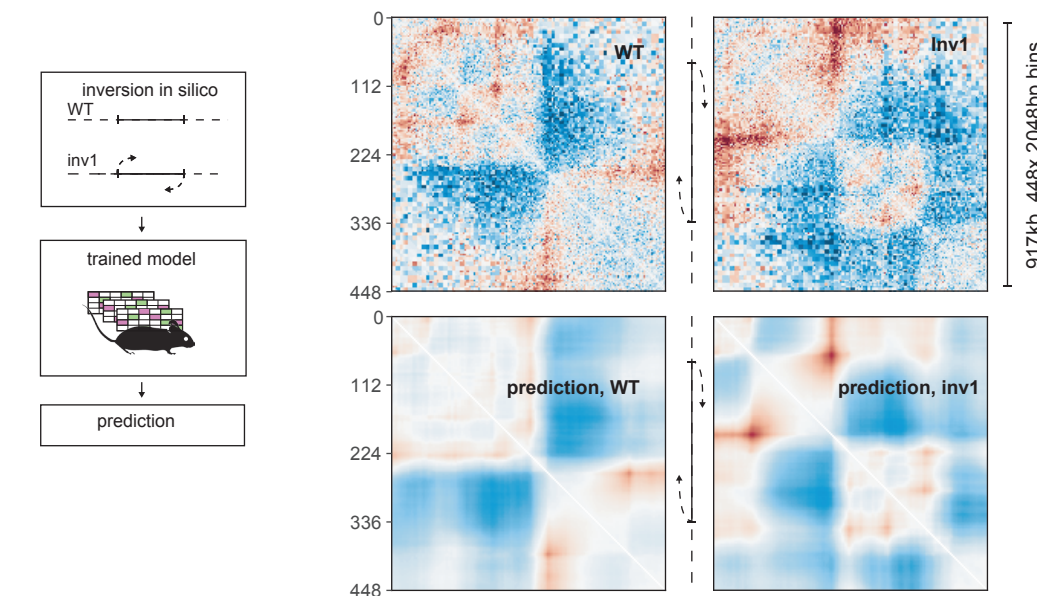 inversion in silico
WT
inv1
trained model
prediction
0
112
224
336
448
WT
Inv1
917kb 448x 2048bp bins
0
112
224
336
448
prediction, WT
prediction, inv1